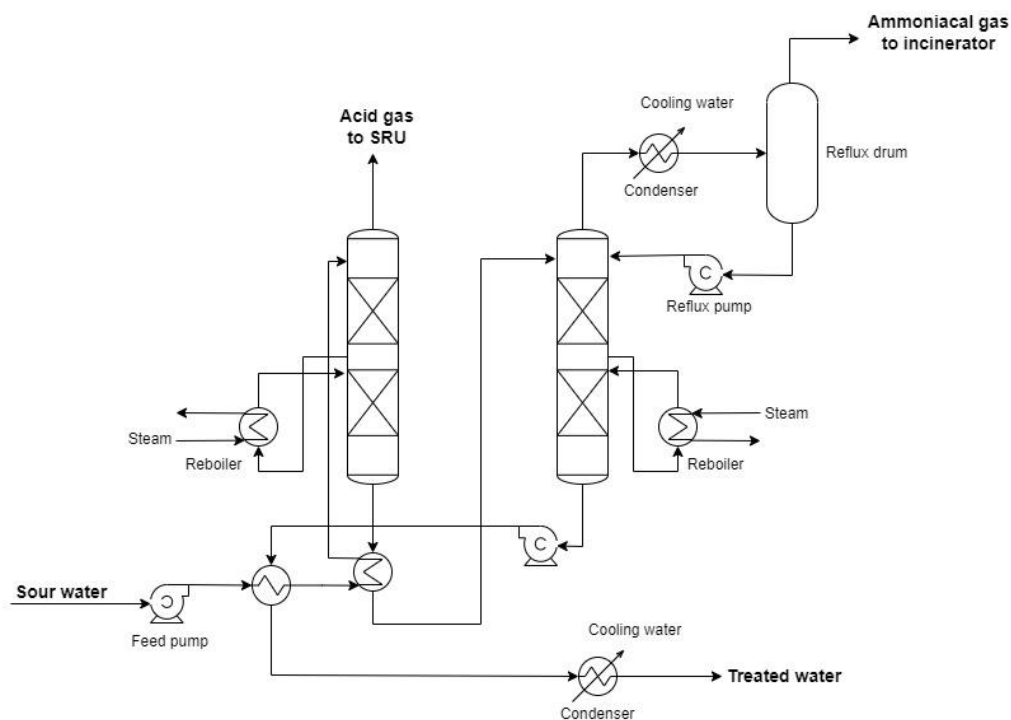 Ammoniacal gas
to incinerator
Cooling water
Acid gas
to SRU
Reflux drum
Condenser
C
Reflux pump
Steam
Steam
Reboiler
Reboiler
C
Sour water
C
Feed pump
Cooling water
Treated water
Condenser